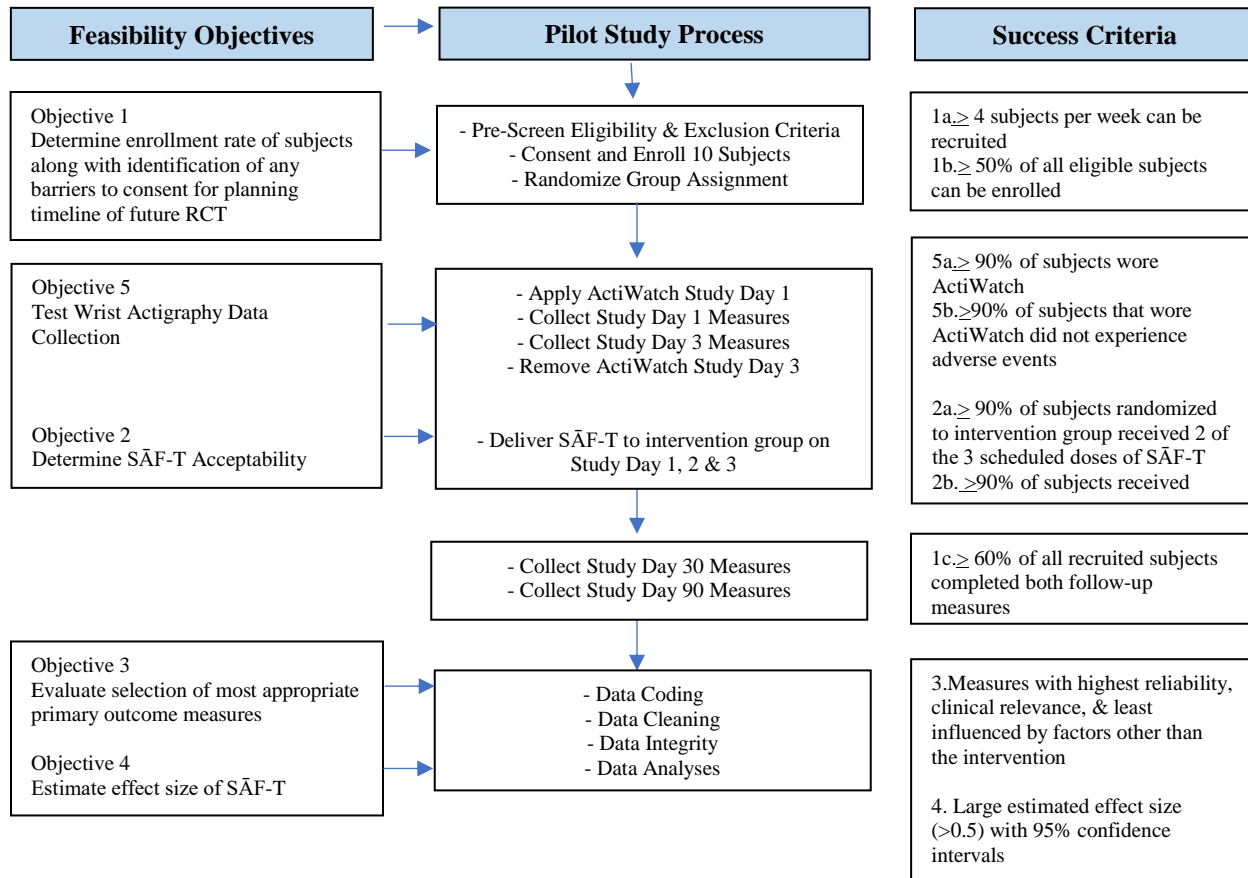 Feasibility Objectives
Pilot Study Process
Success Criteria
Objective 1
Determine enrollment rate of subjects
along with identification of any
barriers to consent for planning
timeline of future RCT
- Pre-Screen Eligibility & Exclusion Criteria
- Consent and Enroll 10 Subjects
- Randomize Group Assignment
1a.≥ 4 subjects per week can be
recruited
1b.≥ 50% of all eligible subjects
can be enrolled
Objective 5
Test Wrist Actigraphy Data
Collection
Objective 2
Determine SĀF-T Acceptability
- Apply ActiWatch Study Day 1
- Collect Study Day 1 Measures
- Collect Study Day 3 Measures
- Remove ActiWatch Study Day 3
- Deliver SĀF-T to intervention group on
Study Day 1, 2 & 3
5a.≥ 90% of subjects wore
ActiWatch
5b.≥90% of subjects that wore
ActiWatch did not experience
adverse events
2a.≥ 90% of subjects randomized
to intervention group received 2 of
the 3 scheduled doses of SĀF-T
2b. ≥90% of subjects received
- Collect Study Day 30 Measures
- Collect Study Day 90 Measures
1c.≥ 60% of all recruited subjects
completed both follow-up
measures
Objective 3
Evaluate selection of most appropriate
primary outcome measures
Objective 4
Estimate effect size of SĀF-T
- Data Coding
- Data Cleaning
- Data Integrity
- Data Analyses
3.Measures with highest reliability,
clinical relevance, & least
influenced by factors other than
the intervention
4. Large estimated effect size
(>0.5) with 95% confidence
intervals